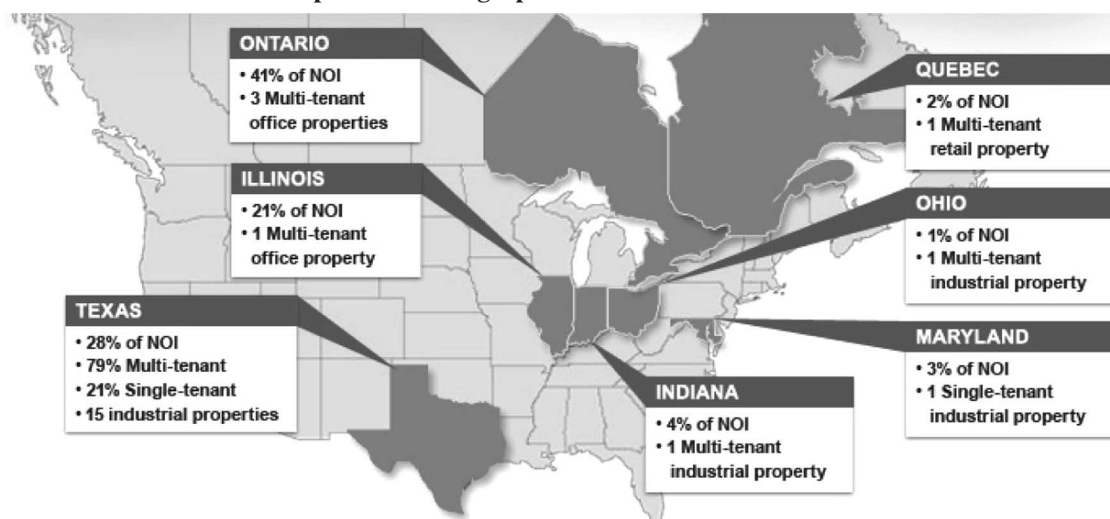 ONTARIO
• 41% of NOI
• 3 Multi-tenant
office properties
QUEBEC
• 2% of NOI
• 1 Multi-tenant
retail property
ILLINOIS
• 21% of NOI
• 1 Multi-tenant
office property
OHIO
• 1% of NOI
• 1 Multi-tenant
industrial property
TEXAS
• 28% of NOI
• 79% Multi-tenant
• 21% Single-tenant
• 15 industrial properties
MARYLAND
• 3% of NOI
• 1 Single-tenant
industrial property
INDIANA
• 4% of NOI
• 1 Multi-tenant
industrial property